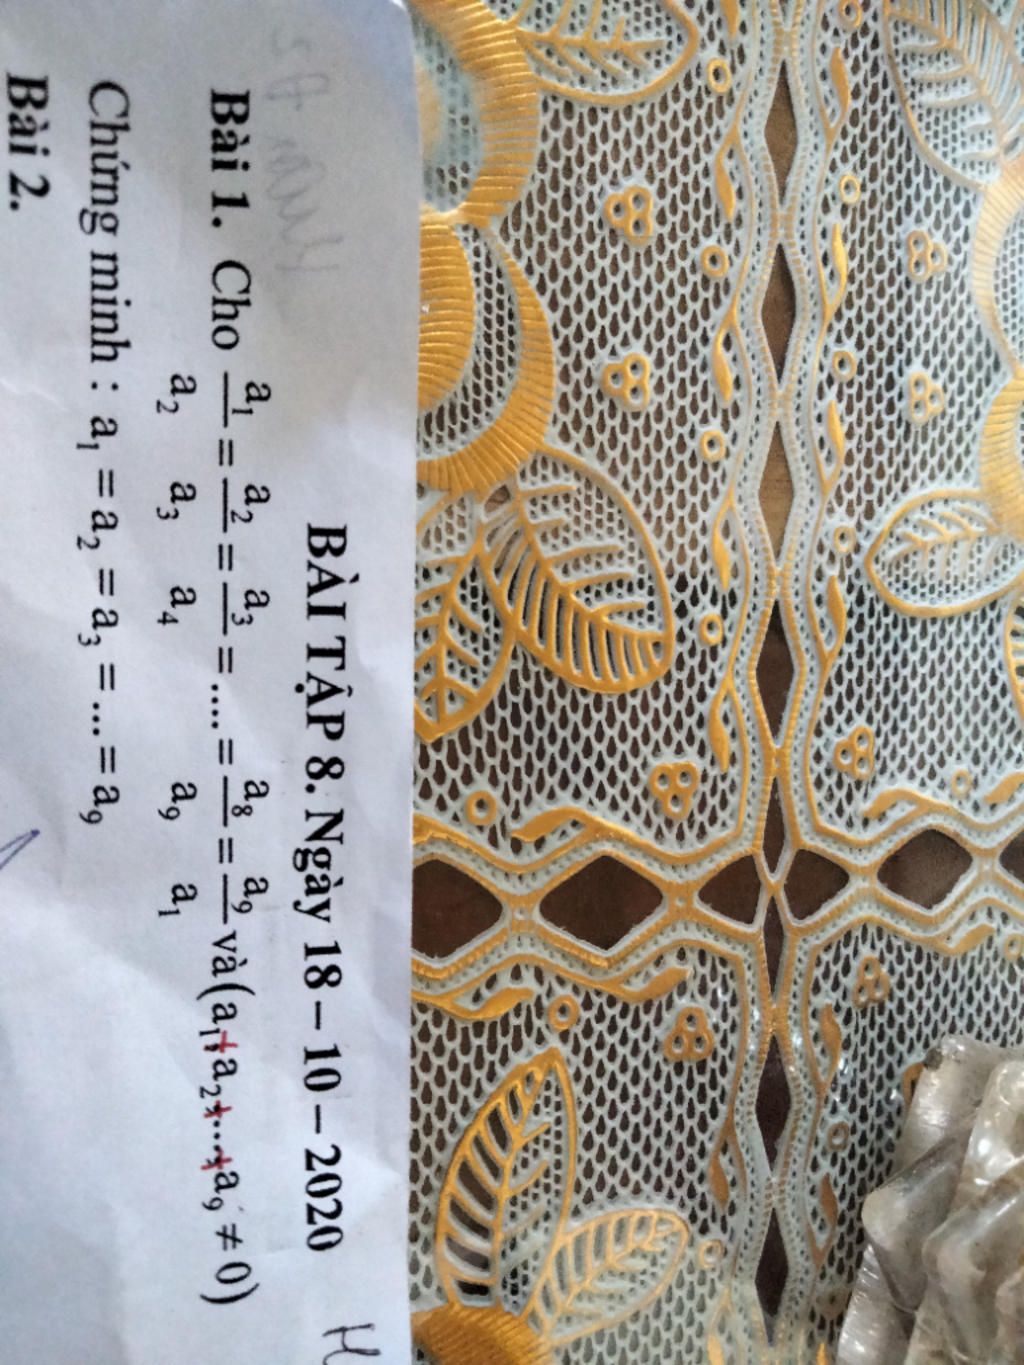 BÀI TẬP 8. Ngày 18 – 10 – 2020 H
Bài 1. Cho a₁/a₂ = a₂/a₃ = a₃/a₄ = .... = a₈/a₉ = a₉/a₁ và (a₁+a₂+...+a₉ ≠ 0)
Chứng minh : a₁ = a₂ = a₃ = ... = a₉
Bài 2.